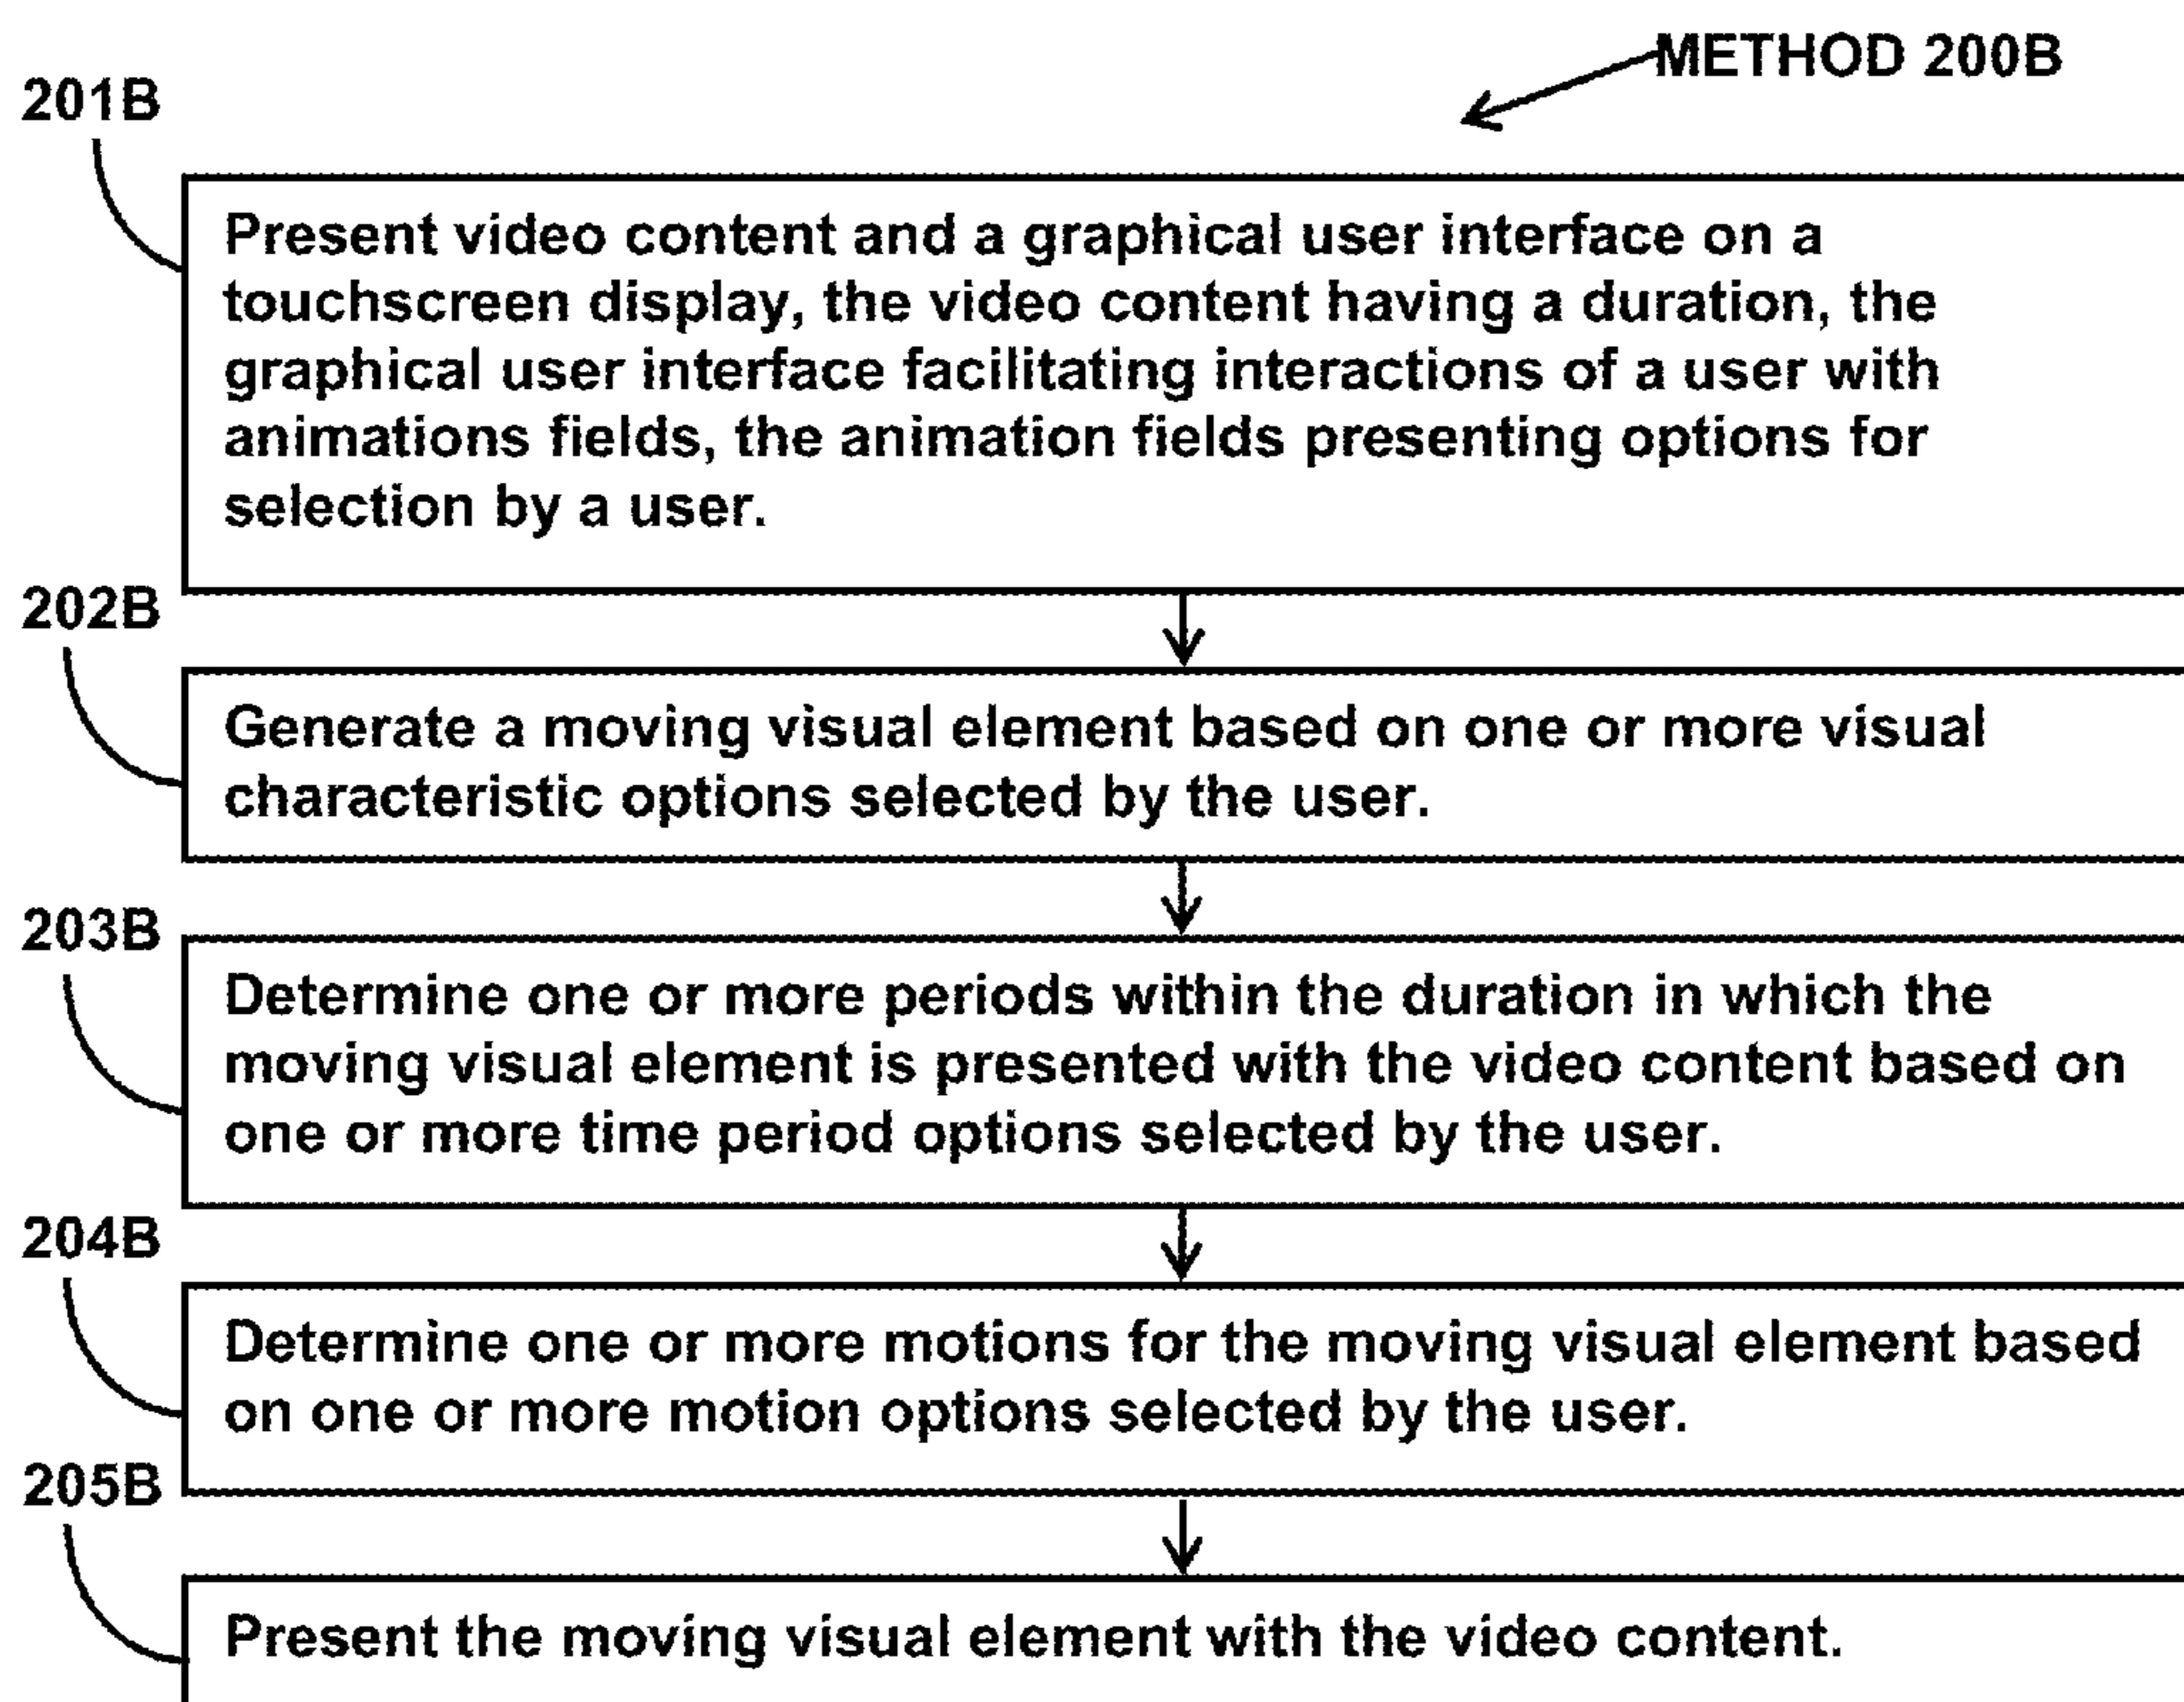 METHOD 200B
201B
Present video content and a graphical user interface on a
touchscreen display, the video content having a duration, the
graphical user interface facilitating interactions of a user with
animations fields, the animation fields presenting options for
selection by a user.
202B
Generate a moving visual element based on one or more visual
characteristic options selected by the user.
203B
Determine one or more periods within the duration in which the
moving visual element is presented with the video content based on
one or more time period options selected by the user.
204B
Determine one or more motions for the moving visual element based
on one or more motion options selected by the user.
205B
Present the moving visual element with the video content.